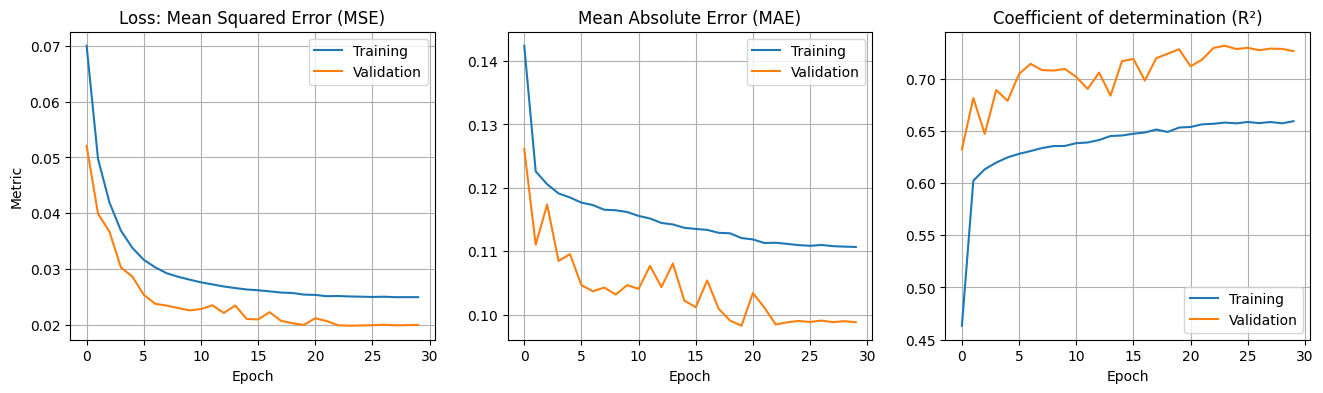 Loss: Mean Squared Error (MSE)
0.07
0.06
0.05
0.04
0.03
0.02
Metric
0 5 10 15 20 25 30
Epoch
Training
Validation
Mean Absolute Error (MAE)
0.14
0.13
0.12
0.11
0.10
0 5 10 15 20 25 30
Epoch
Training
Validation
Coefficient of determination (R²)
0.70
0.65
0.60
0.55
0.50
0.45
0 5 10 15 20 25 30
Epoch
Training
Validation